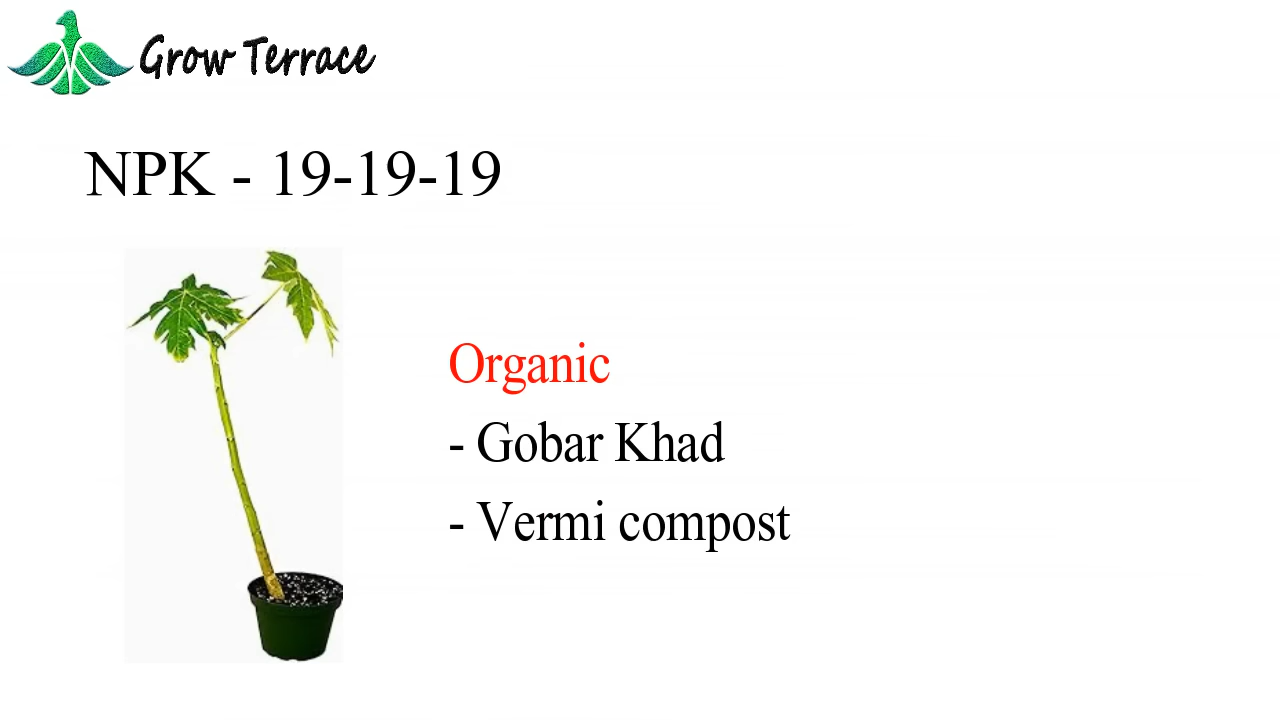 Grow Terrace
NPK - 19-19-19
Organic
- Gobar Khad
- Vermi compost